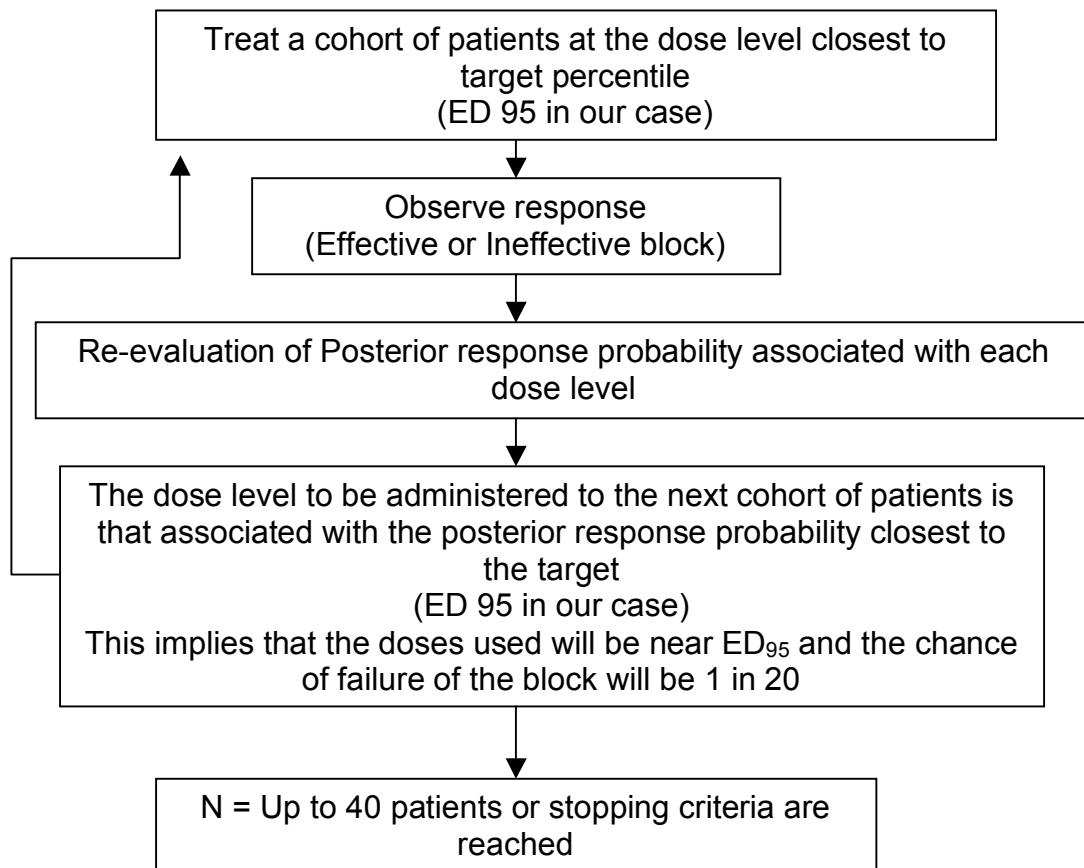 Treat a cohort of patients at the dose level closest to
target percentile
(ED 95 in our case)
Observe response
(Effective or Ineffective block)
Re-evaluation of Posterior response probability associated with each
dose level
The dose level to be administered to the next cohort of patients is
that associated with the posterior response probability closest to
the target
(ED 95 in our case)
This implies that the doses used will be near ED₉₅ and the chance
of failure of the block will be 1 in 20
N = Up to 40 patients or stopping criteria are
reached